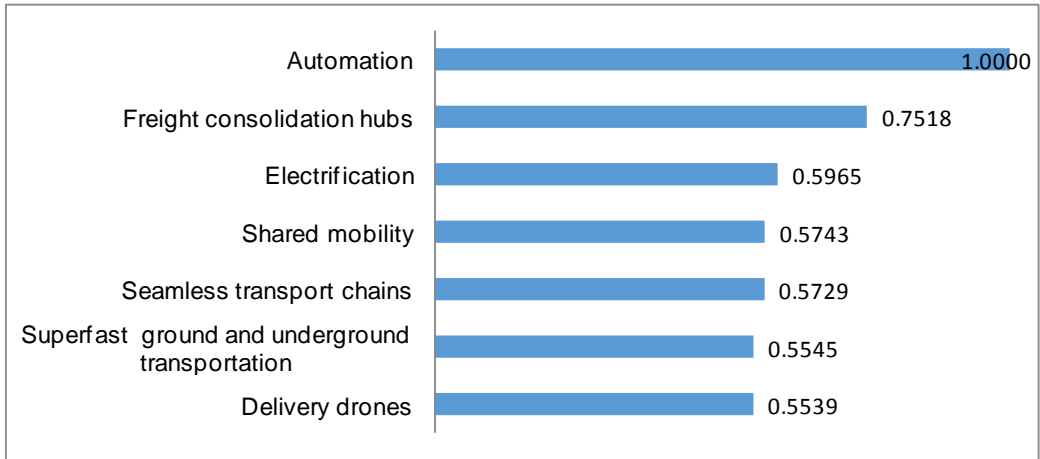 Automation 1.0000
Freight consolidation hubs 0.7518
Electrification 0.5965
Shared mobility 0.5743
Seamless transport chains 0.5729
Superfast ground and underground
transportation 0.5545
Delivery drones 0.5539